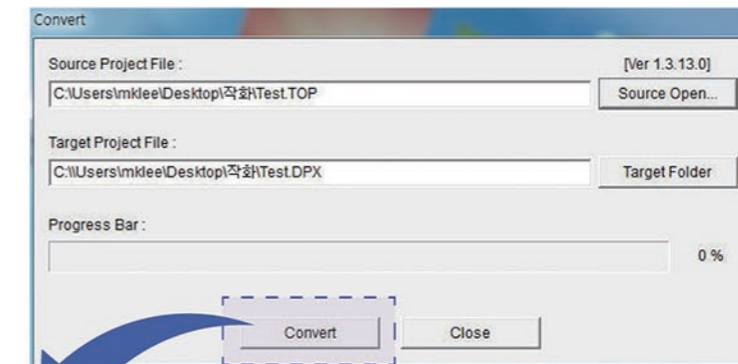 Convert
Source Project File :
[Ver 1.3.13.0]
C:\Users\mklee\Desktop\작화\Test.TOP
Source Open...
Target Project File :
C:\\Users\mklee\Desktop\작화\Test.DPX
Target Folder
Progress Bar :
0 %
Convert
Close